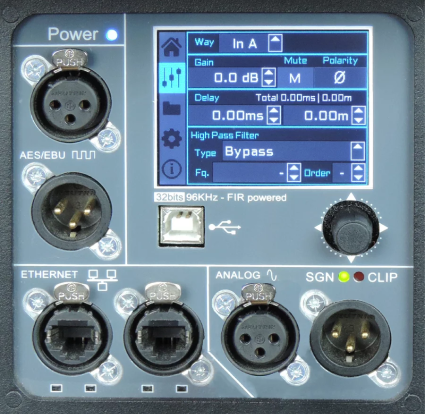 Power
PUSH
Way In A
Gain Mute Polarity
0.0 dB M Ø
Delay Total 0.00ms | 0.00m
0.00ms 0.00m
High Pass Filter
Type Bypass
Fq. - Order -
AES/EBU
32bits 96KHz - FIR powered
ETHERNET
ANALOG
SGN CLIP
PUSH
PUSH
PUSH